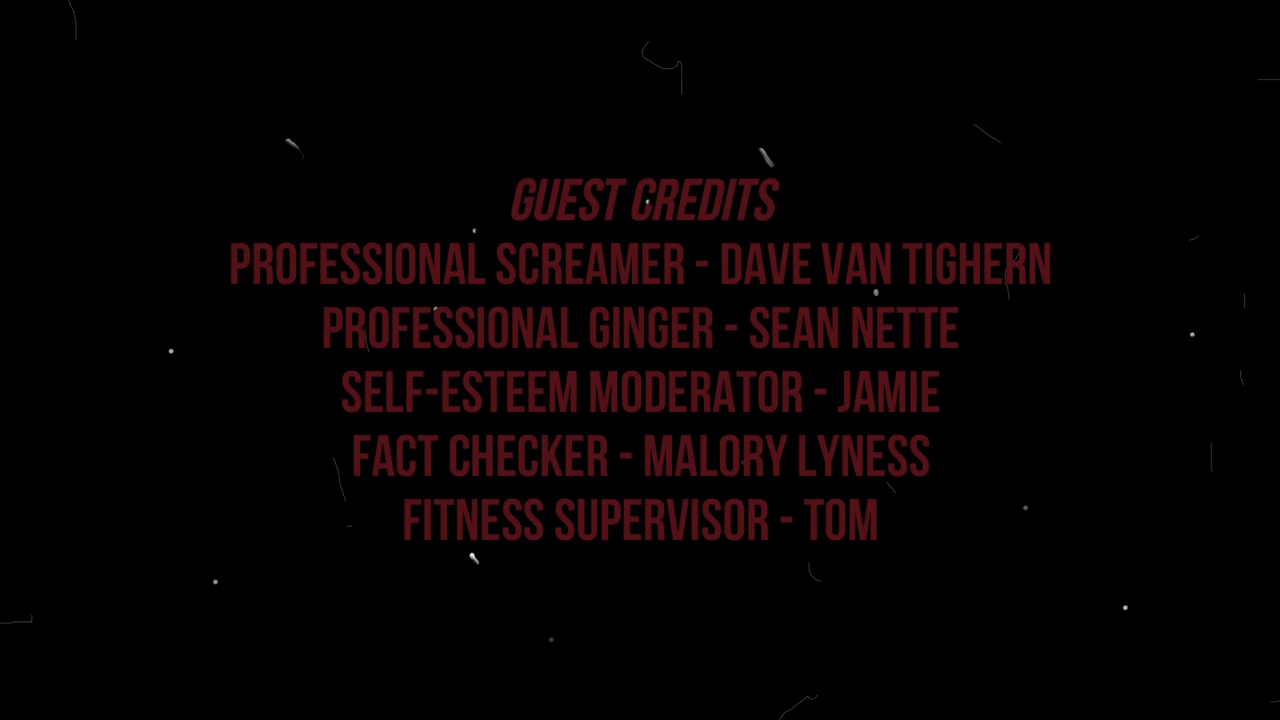 GUEST CREDITS
PROFESSIONAL SCREAMER - DAVE VAN TIGHERN
PROFESSIONAL GINGER - SEAN NETTE
SELF-ESTEEM MODERATOR - JAMIE
FACT CHECKER - MALORY LYNESS
FITNESS SUPERVISOR - TOM